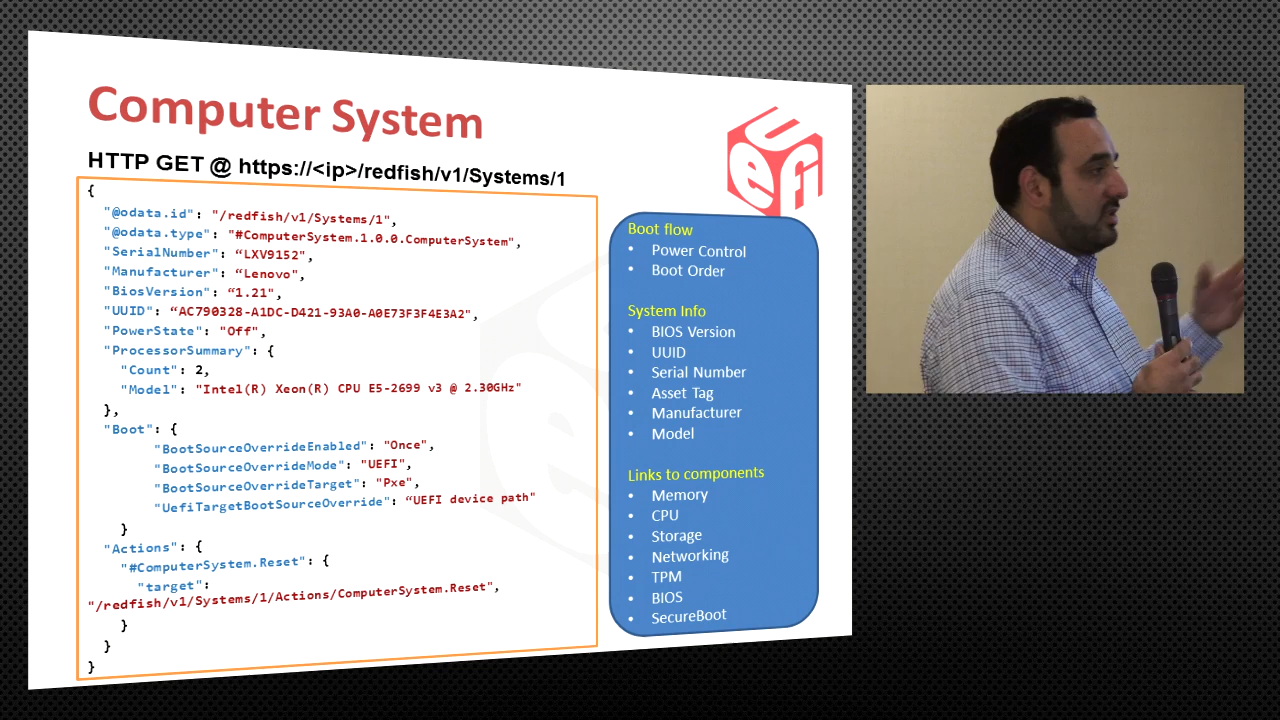 Computer System
HTTP GET @ https://<ip>/redfish/v1/Systems/1
UEFI
{
"@odata.id": "/redfish/v1/Systems/1",
"@odata.type": "#ComputerSystem.1.0.0.ComputerSystem",
"SerialNumber": “LXV9152",
"Manufacturer": “Lenovo",
"BiosVersion": “1.21",
"UUID": “AC790328-A1DC-D421-93A0-A0E73F3F4E3A2",
"PowerState": "Off",
"ProcessorSummary": {
"Count": 2,
"Model": "Intel(R) Xeon(R) CPU E5-2699 v3 @ 2.30GHz"
},
"Boot": {
"BootSourceOverrideEnabled": "Once",
"BootSourceOverrideMode": "UEFI",
"BootSourceOverrideTarget": "Pxe",
"UefiTargetBootSourceOverride": “UEFI device path"
}
"Actions": {
"#ComputerSystem.Reset": {
"target":
"/redfish/v1/Systems/1/Actions/ComputerSystem.Reset",
}
}
}
Boot flow
• Power Control
• Boot Order
System Info
• BIOS Version
• UUID
• Serial Number
• Asset Tag
• Manufacturer
• Model
Links to components
• Memory
• CPU
• Storage
• Networking
• TPM
• BIOS
• SecureBoot